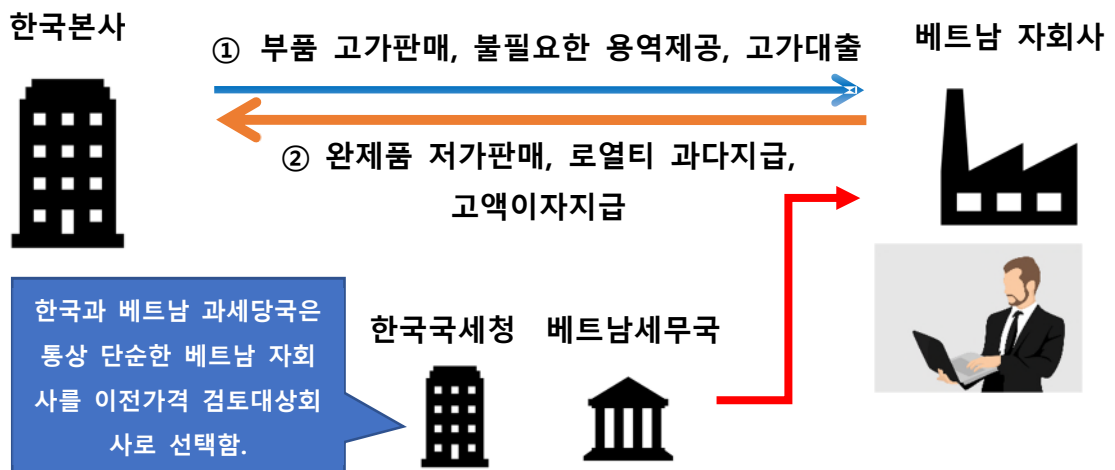 한국본사
① 부품 고가판매, 불필요한 용역제공, 고가대출
베트남 자회사
② 완제품 저가판매, 로열티 과다지급,
고액이자지급
한국과 베트남 과세당국은
통상 단순한 베트남 자회
사를 이전가격 검토대상회
사로 선택함.
한국국세청 베트남세무국